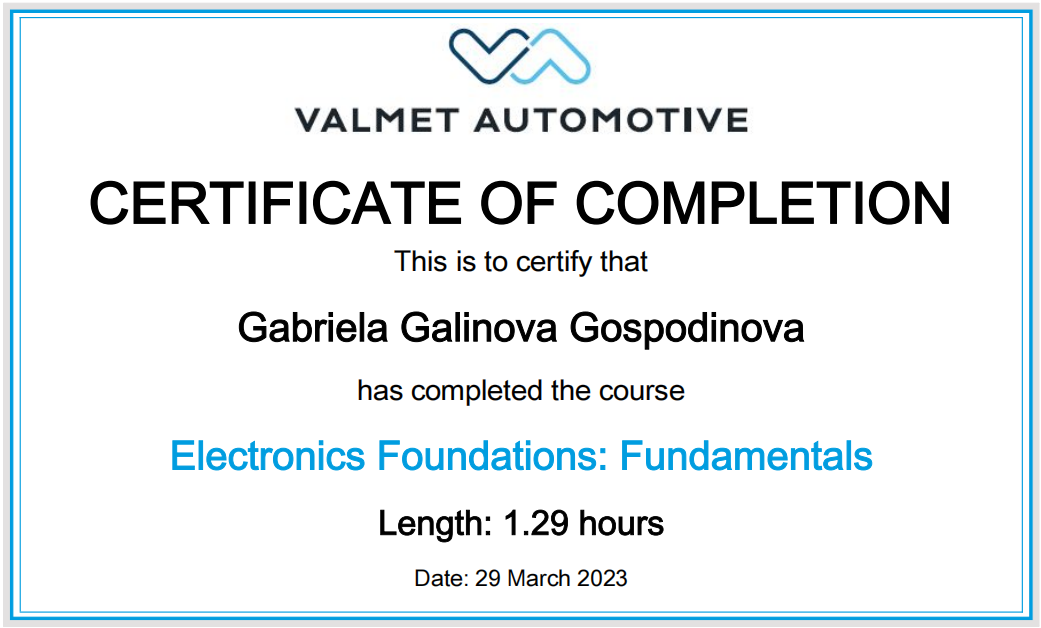 VALMET AUTOMOTIVE
CERTIFICATE OF COMPLETION
This is to certify that
Gabriela Galinova Gospodinova
has completed the course
Electronics Foundations: Fundamentals
Length: 1.29 hours
Date: 29 March 2023